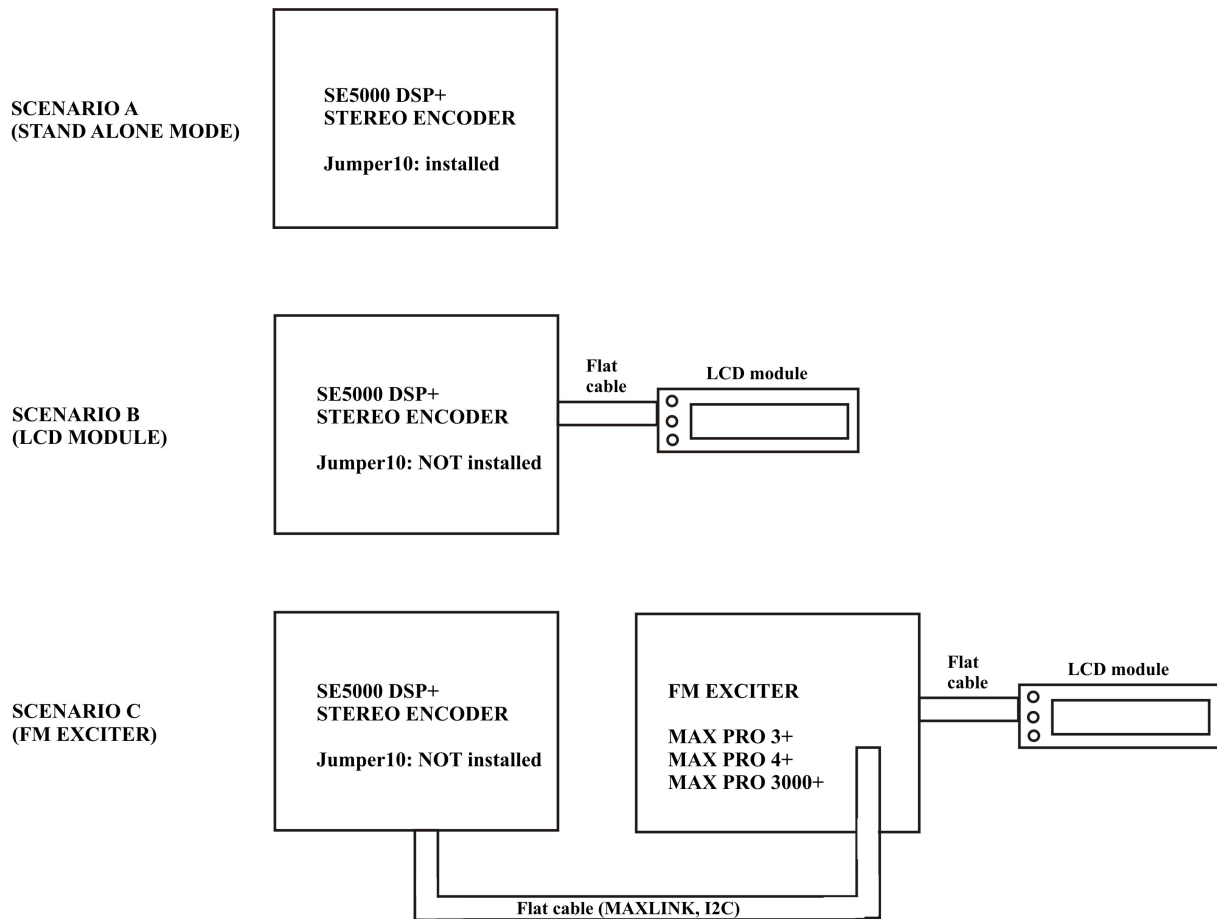 SCENARIO A
(STAND ALONE MODE)
SE5000 DSP+
STEREO ENCODER
Jumper10: installed
SCENARIO B
(LCD MODULE)
SE5000 DSP+
STEREO ENCODER
Jumper10: NOT installed
Flat
cable
LCD module
SCENARIO C
(FM EXCITER)
SE5000 DSP+
STEREO ENCODER
Jumper10: NOT installed
FM EXCITER
MAX PRO 3+
MAX PRO 4+
MAX PRO 3000+
Flat
cable
LCD module
Flat cable (MAXLINK, I2C)